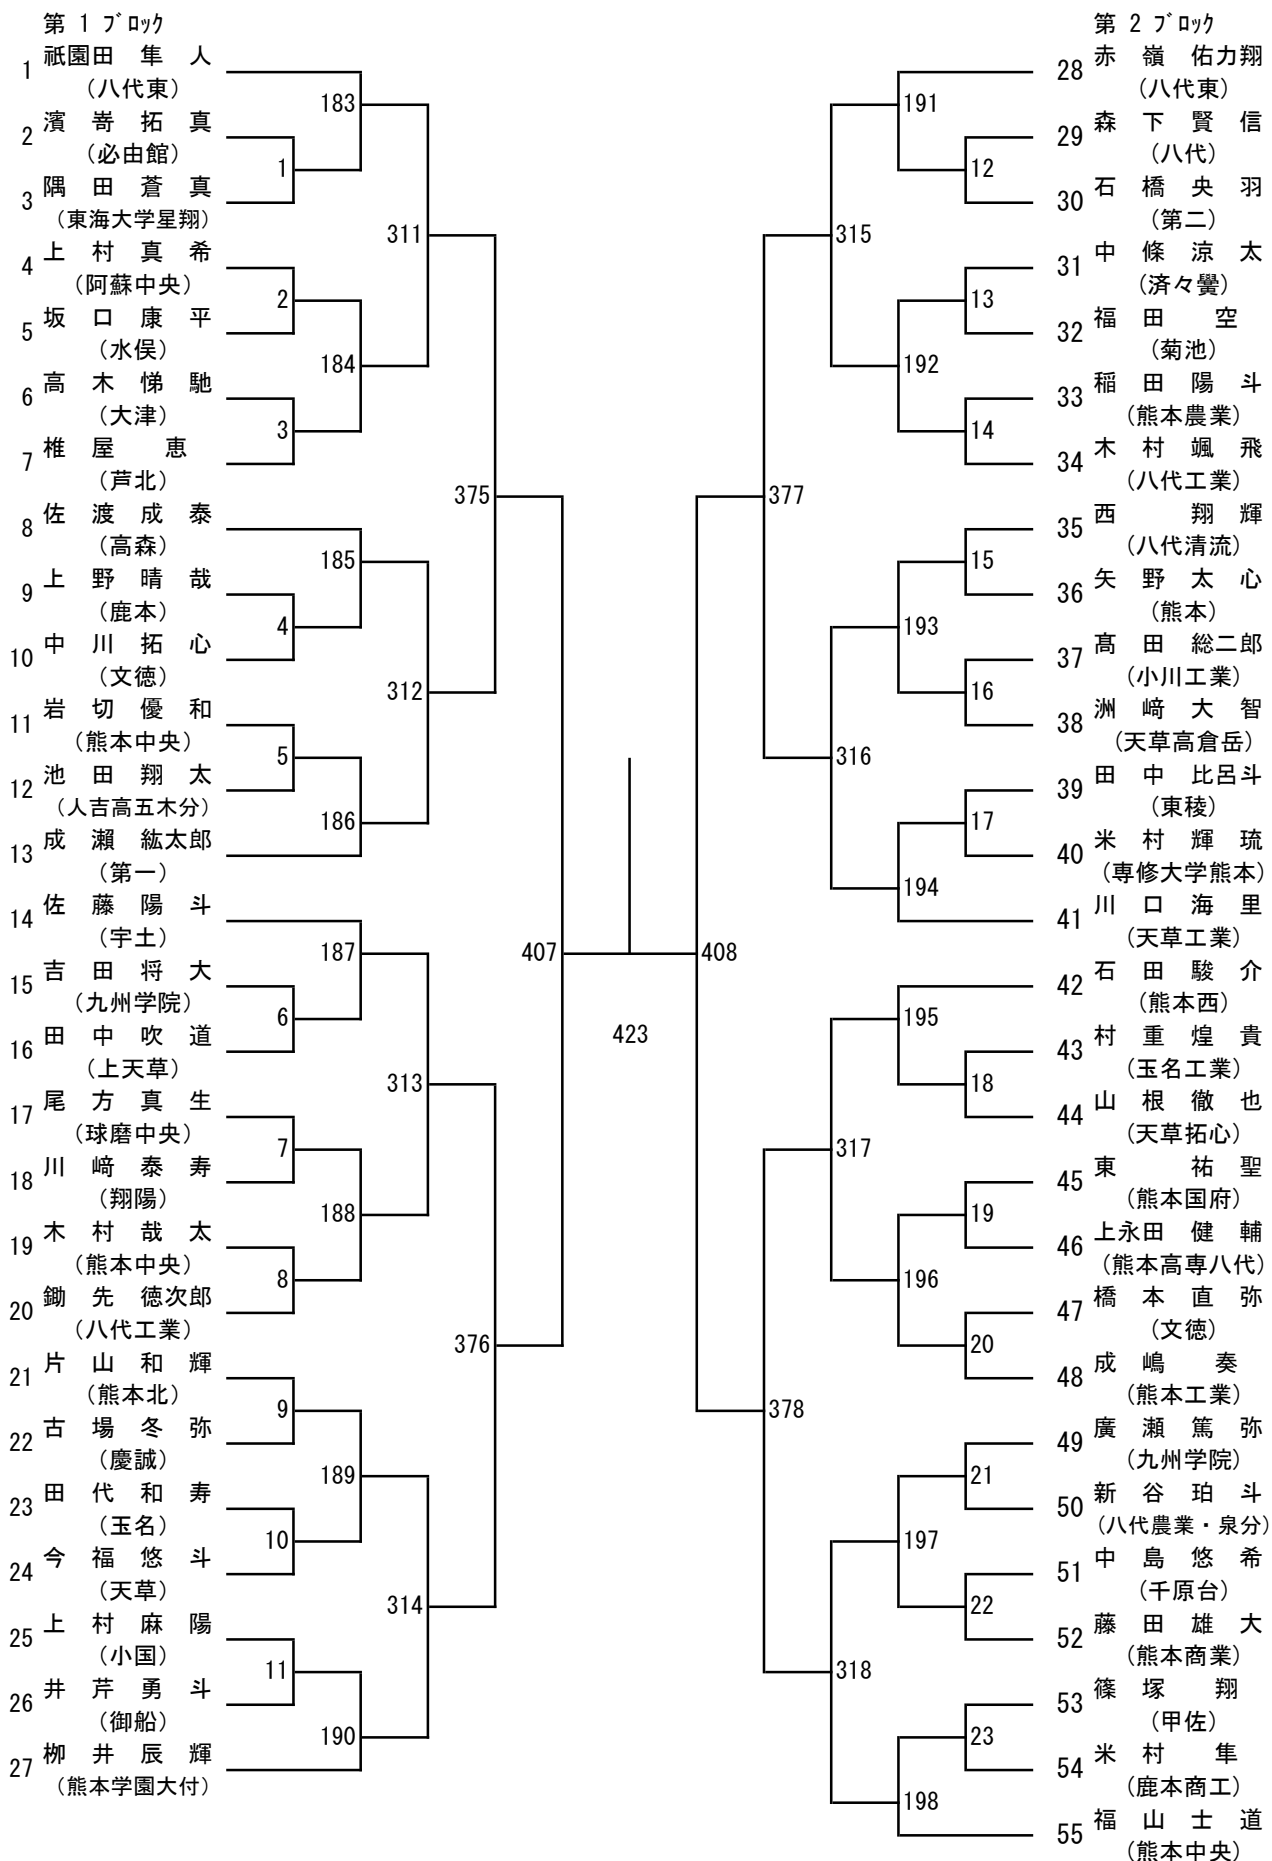 第 1 ブロック
1 祇園田 隼 人
(八代東)
2 濱 嵜 拓 真
(必由館)
3 隅 田 蒼 真
(東海大学星翔)
4 上 村 真 希
(阿蘇中央)
5 坂 口 康 平
(水俣)
6 高 木 悌 馳
(大津)
7 椎 屋 恵
(芦北)
8 佐 渡 成 泰
(高森)
9 上 野 晴 哉
(鹿本)
10 中 川 拓 心
(文徳)
11 岩 切 優 和
(熊本中央)
12 池 田 翔 太
(人吉高五木分)
13 成 瀬 紘太郎
(第一)
14 佐 藤 陽 斗
(宇土)
15 吉 田 将 大
(九州学院)
16 田 中 吹 道
(上天草)
17 尾 方 真 生
(球磨中央)
18 川 﨑 泰 寿
(翔陽)
19 木 村 哉 太
(熊本中央)
20 鋤 先 徳次郎
(八代工業)
21 片 山 和 輝
(熊本北)
22 古 場 冬 弥
(慶誠)
23 田 代 和 寿
(玉名)
24 今 福 悠 斗
(天草)
25 上 村 麻 陽
(小国)
26 井 芹 勇 斗
(御船)
27 栁 井 辰 輝
(熊本学園大付)
183
1
311
2
184
3
375
185
4
312
5
186
407
187
6
313
7
188
8
376
9
189
10
314
11
190
423
408
191
12
315
13
192
14
377
15
193
16
316
17
194
195
18
317
19
196
20
378
21
197
22
318
23
198
第 2 ブロック
28 赤 嶺 佑力翔
(八代東)
29 森 下 賢 信
(八代)
30 石 橋 央 羽
(第二)
31 中 條 涼 太
(済々黌)
32 福 田 空
(菊池)
33 稲 田 陽 斗
(熊本農業)
34 木 村 颯 飛
(八代工業)
35 西 翔 輝
(八代清流)
36 矢 野 太 心
(熊本)
37 髙 田 総二郎
(小川工業)
38 洲 﨑 大 智
(天草高倉岳)
39 田 中 比呂斗
(東稜)
40 米 村 輝 琉
(専修大学熊本)
41 川 口 海 里
(天草工業)
42 石 田 駿 介
(熊本西)
43 村 重 煌 貴
(玉名工業)
44 山 根 徹 也
(天草拓心)
45 東 祐 聖
(熊本国府)
46 上永田 健 輔
(熊本高専八代)
47 橋 本 直 弥
(文徳)
48 成 嶋 奏
(熊本工業)
49 廣 瀬 篤 弥
(九州学院)
50 新 谷 珀 斗
(八代農業・泉分)
51 中 島 悠 希
(千原台)
52 藤 田 雄 大
(熊本商業)
53 篠 塚 翔
(甲佐)
54 米 村 隼
(鹿本商工)
55 福 山 士 道
(熊本中央)